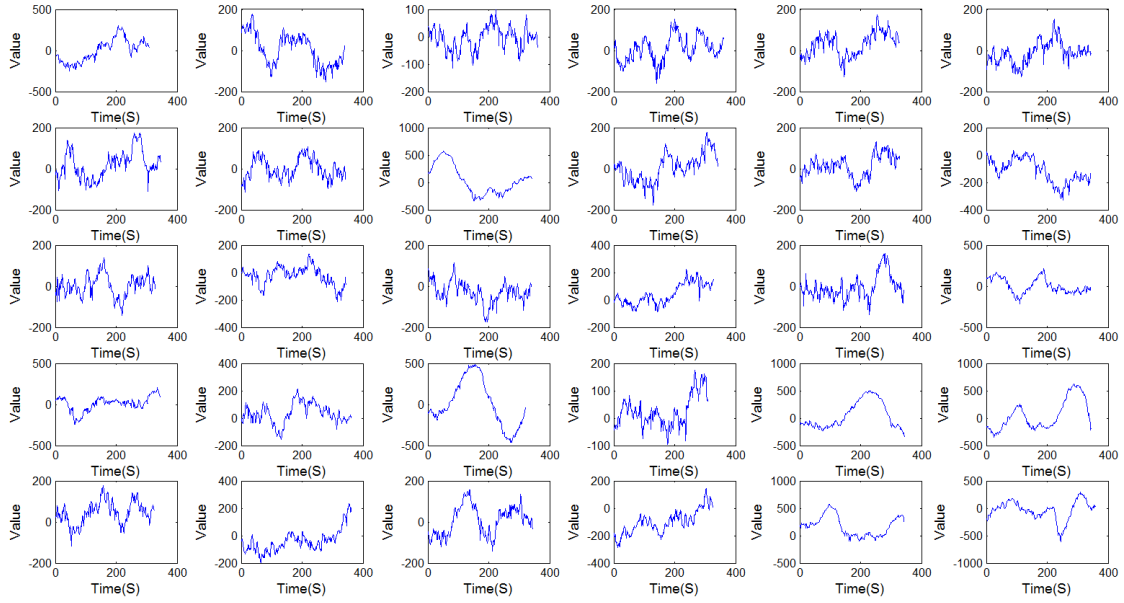 500 200 100 200 200 200
Value Value Value Value Value Value
0 0 0 0 0 0
-100
-500 -200 -200 -200 -200 -200
0 200 400 0 200 400 0 200 400 0 200 400 0 200 400 0 200 400
Time(S) Time(S) Time(S) Time(S) Time(S) Time(S)
200 200 1000 200 200 200
Value Value Value Value Value Value
500 0
0 0 0 0 0 -200
-200 -200 -500 -200 -200 -400
0 200 400 0 200 400 0 200 400 0 200 400 0 200 400 0 200 400
Time(S) Time(S) Time(S) Time(S) Time(S) Time(S)
200 200 200 400 200 500
Value Value Value Value Value Value
0 200
0 -200 0 0 0 0
-200 -400 -200 -200 -200 -500
0 200 400 0 200 400 0 200 400 0 200 400 0 200 400 0 200 400
Time(S) Time(S) Time(S) Time(S) Time(S) Time(S)
500 400 500 200 1000 1000
Value Value Value Value Value Value
200 100 500 500
0 0 0 0 0 0
-500 -200 -500 -100 -500 -500
0 200 400 0 200 400 0 200 400 0 200 400 0 200 400 0 200 400
Time(S) Time(S) Time(S) Time(S) Time(S) Time(S)
200 400 200 200 1000 1000
Value Value Value Value Value Value
200 0 500
0 0 0 -200 0 0
-200 -200 -200 -400 -500 -1000
0 200 400 0 200 400 0 200 400 0 200 400 0 200 400 0 200 400
Time(S) Time(S) Time(S) Time(S) Time(S) Time(S)